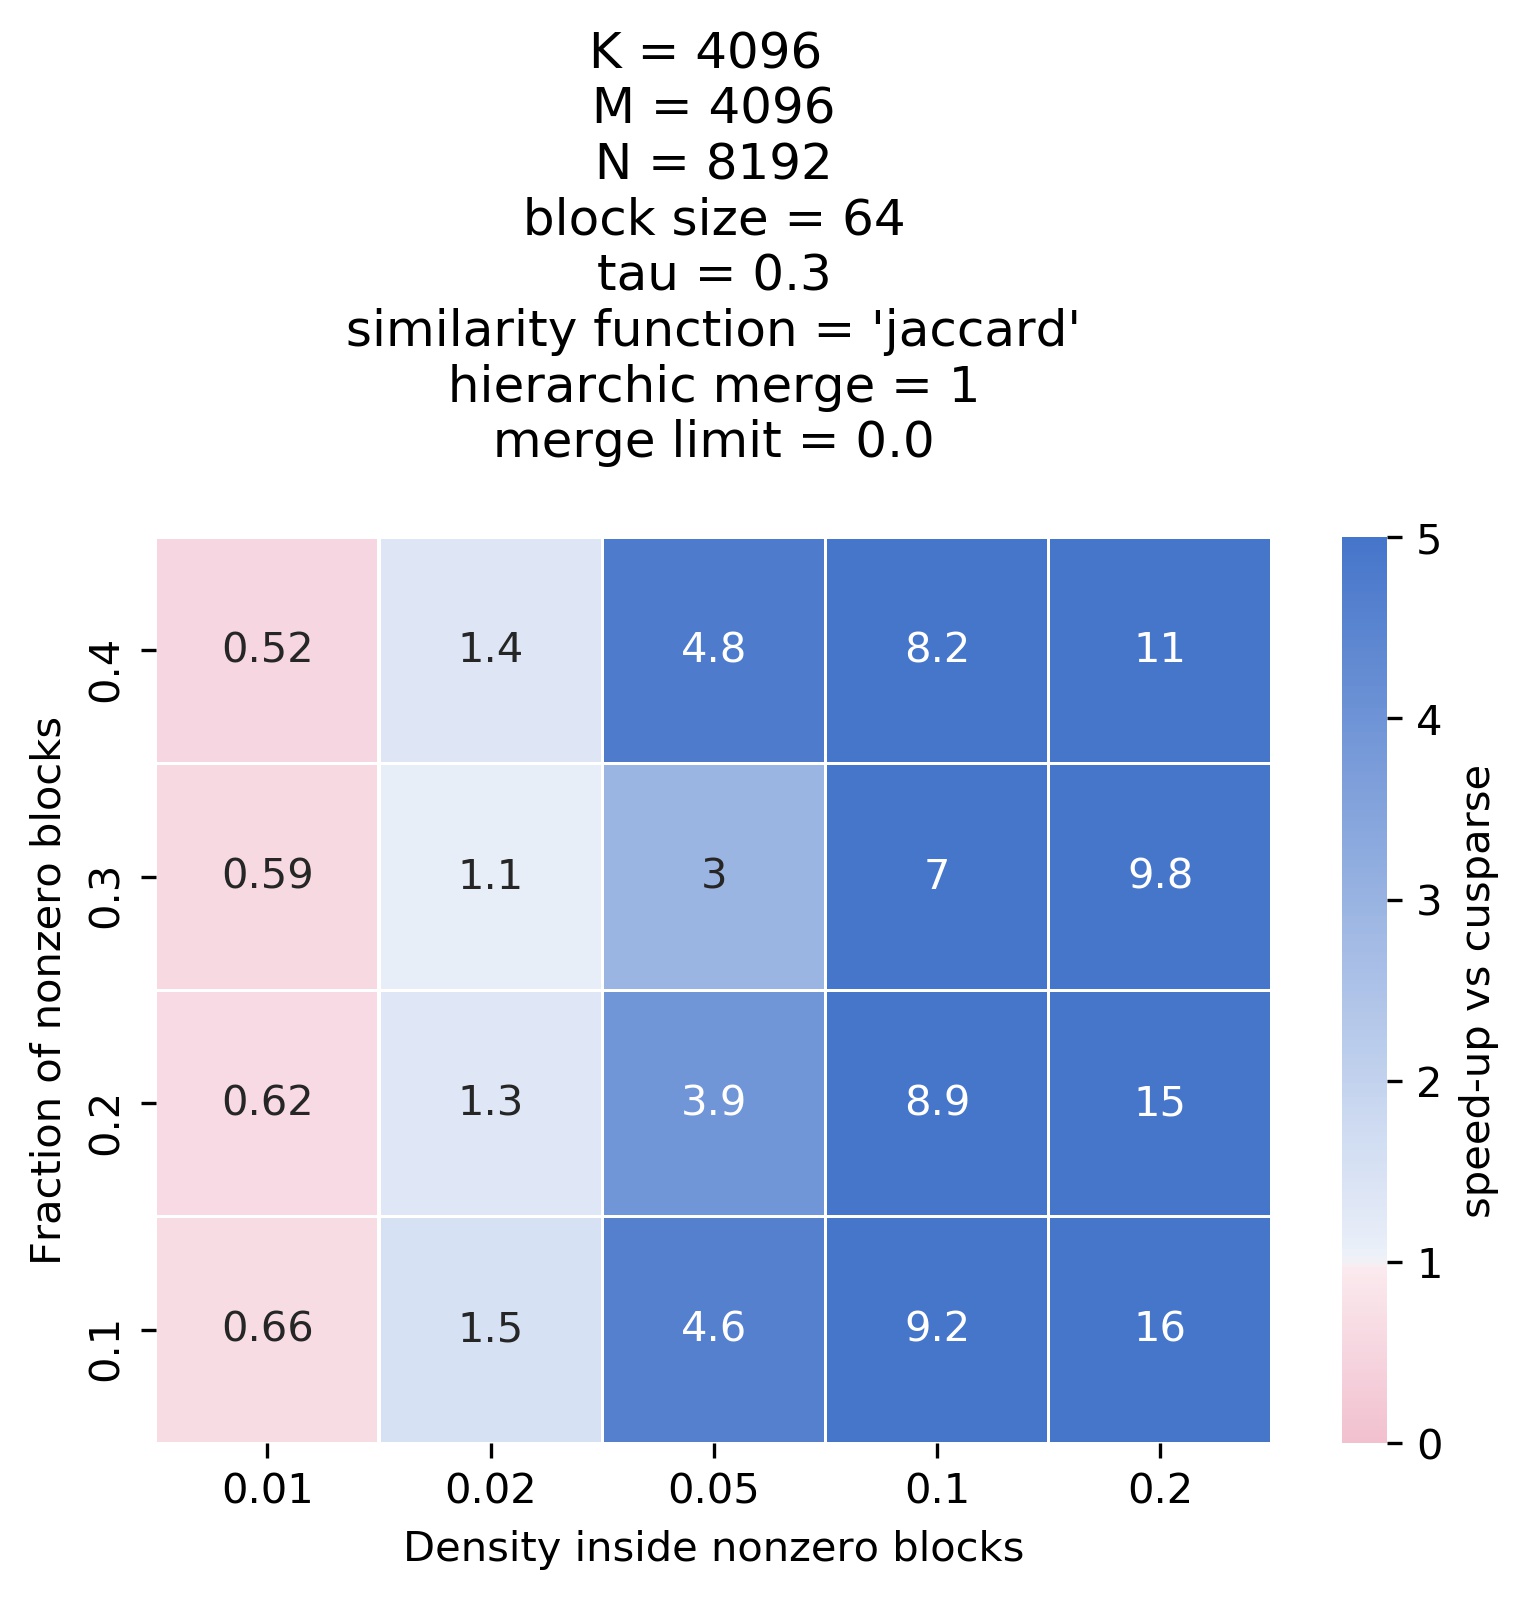 K = 4096
M = 4096
N = 8192
block size = 64
tau = 0.3
similarity function = 'jaccard'
hierarchic merge = 1
merge limit = 0.0
Fraction of nonzero blocks
0.4
0.52 1.4 4.8 8.2 11
0.3
0.59 1.1 3 7 9.8
0.2
0.62 1.3 3.9 8.9 15
0.1
0.66 1.5 4.6 9.2 16
0.01 0.02 0.05 0.1 0.2
Density inside nonzero blocks
5
4
3
2
1
0
speed-up vs cusparse